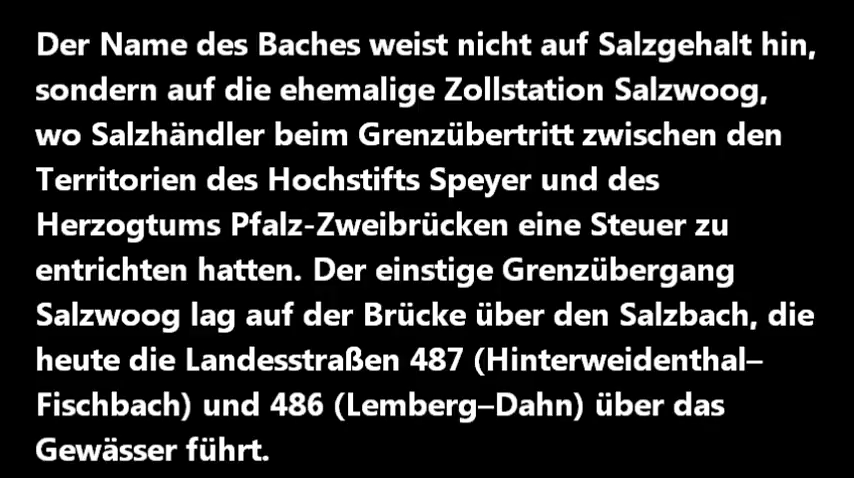 Der Name des Baches weist nicht auf Salzgehalt hin,
sondern auf die ehemalige Zollstation Salzwoog,
wo Salzhändler beim Grenzübertritt zwischen den
Territorien des Hochstifts Speyer und des
Herzogtums Pfalz-Zweibrücken eine Steuer zu
entrichten hatten. Der einstige Grenzübergang
Salzwoog lag auf der Brücke über den Salzbach, die
heute die Landesstraßen 487 (Hinterweidenthal–
Fischbach) und 486 (Lemberg–Dahn) über das
Gewässer führt.